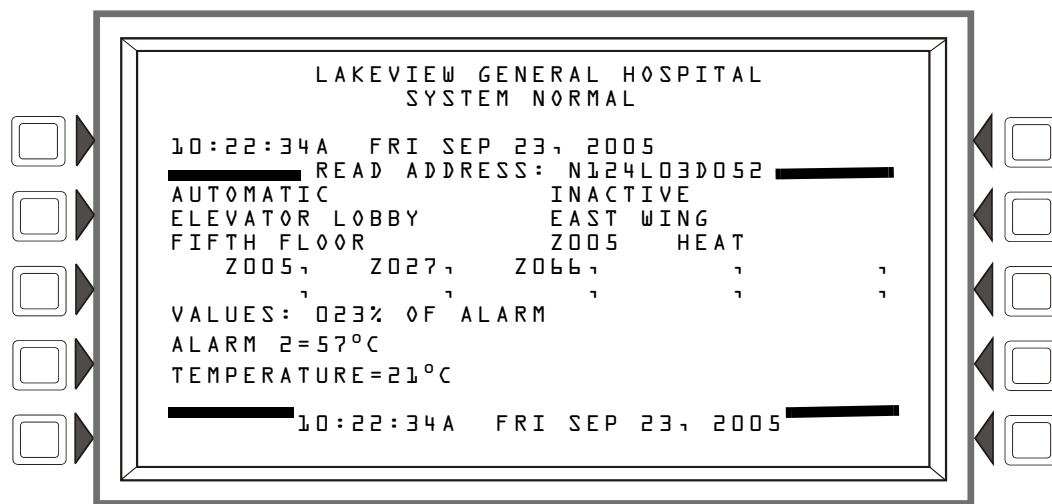 LAKEVIEW GENERAL HOSPITAL
SYSTEM NORMAL
10:22:34A FRI SEP 23, 2005
READ ADDRESS: N124L03D052
AUTOMATIC INACTIVE
ELEVATOR LOBBY EAST WING
FIFTH FLOOR Z005 HEAT
Z005, Z027, Z066, , ,
, , , , ,
VALUES: 023% OF ALARM
ALARM 2=57°C
TEMPERATURE=21°C
10:22:34A FRI SEP 23, 2005